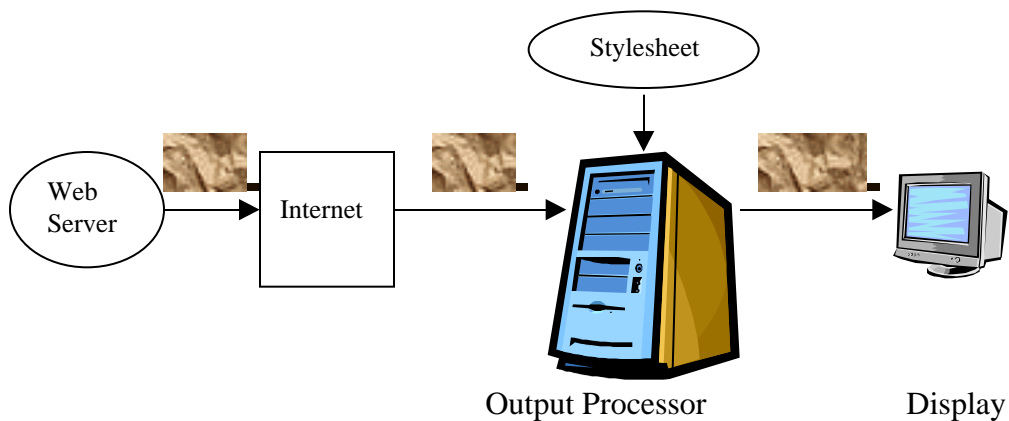 Stylesheet
Web
Server
Internet
Output Processor
Display